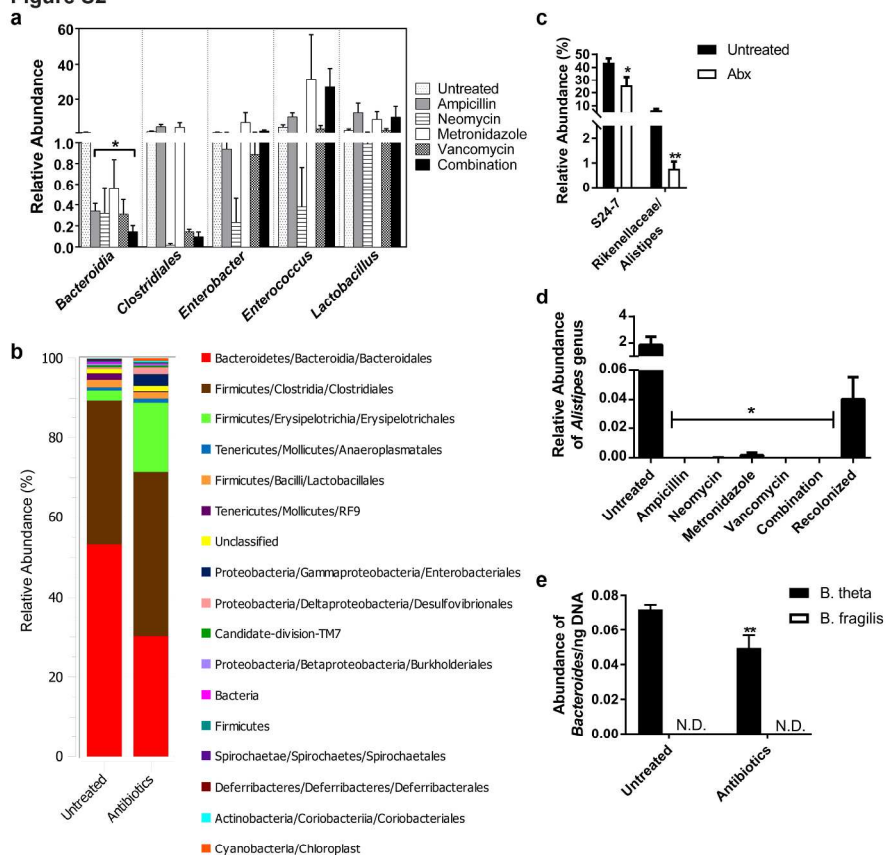 Figure S2
a
60
40
20
1.0
0.8
0.6
0.4
0.2
0.0
Relative Abundance
*
Bacteroidia
Clostridiales
Enterobacter
Enterococcus
Lactobacillus
Untreated
Ampicillin
Neomycin
Metronidazole
Vancomycin
Combination
b
100
80
60
40
20
0
Relative Abundance (%)
Untreated
Antibiotics
Bacteroidetes/Bacteroidia/Bacteroidales
Firmicutes/Clostridia/Clostridiales
Firmicutes/Erysipelotrichia/Erysipelotrichales
Tenericutes/Mollicutes/Anaeroplasmatales
Firmicutes/Bacilli/Lactobacillales
Tenericutes/Mollicutes/RF9
Unclassified
Proteobacteria/Gammaproteobacteria/Enterobacteriales
Proteobacteria/Deltaproteobacteria/Desulfovibrionales
Candidate-division-TM7
Proteobacteria/Betaproteobacteria/Burkholderiales
Bacteria
Firmicutes
Spirochaetae/Spirochaetes/Spirochaetales
Deferribacteres/Deferribacteres/Deferribacterales
Actinobacteria/Coriobacteriia/Coriobacteriales
Cyanobacteria/Chloroplast
c
Relative Abundance (%)
50
40
30
20
10
2
1
0
*
**
S24-7
Rikenellaceae/
Alistipes
Untreated
Abx
d
Relative Abundance
of Alistipes genus
4
2
0.06
0.04
0.02
0.00
*
Untreated
Ampicillin
Neomycin
Metronidazole
Vancomycin
Combination
Recolonized
e
Abundance of
Bacteroides/ng DNA
0.08
0.06
0.04
0.02
0.00
**
N.D.
N.D.
Untreated
Antibiotics
B. theta
B. fragilis